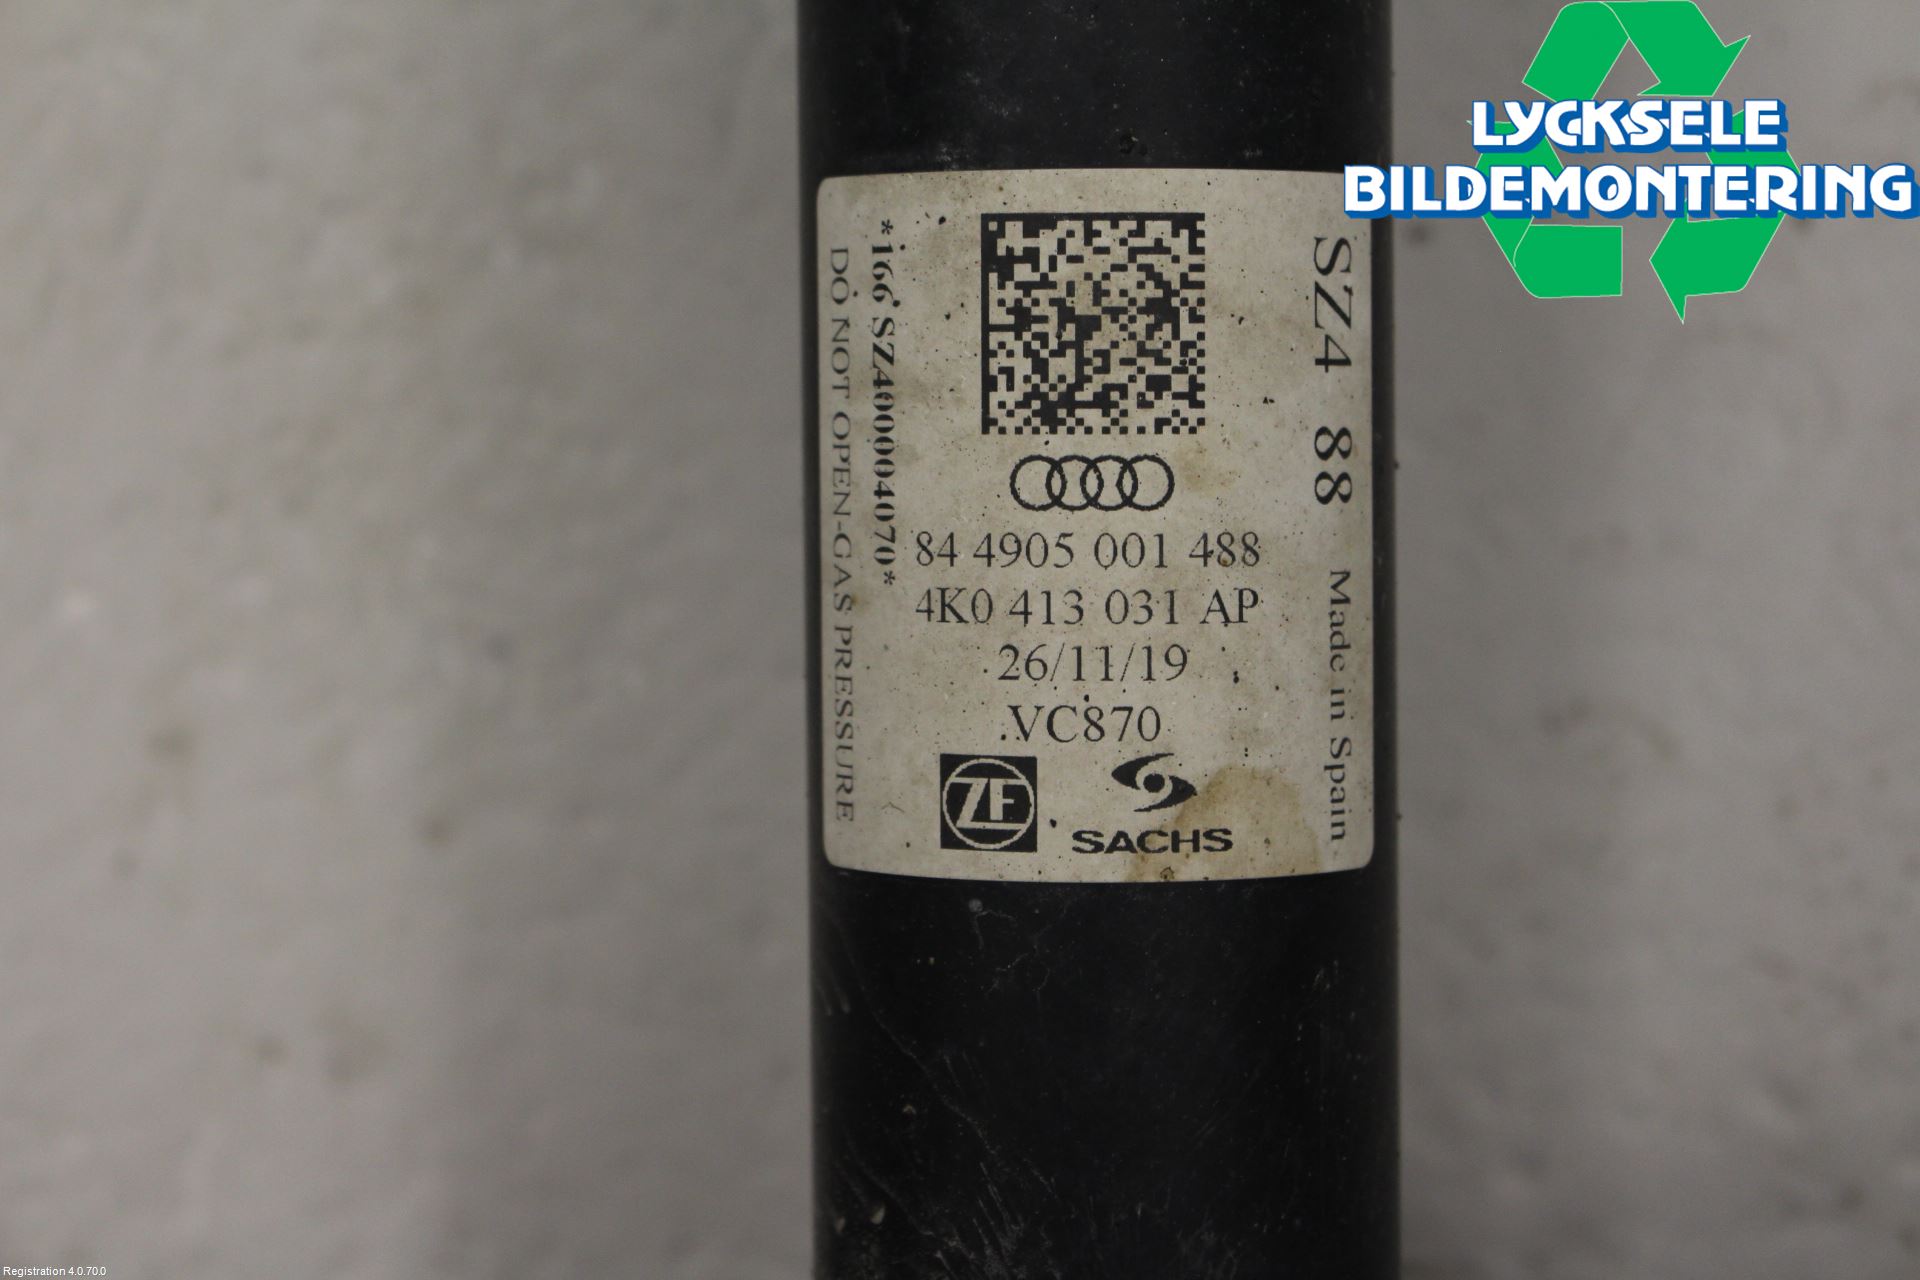 LYCKSELE
BILDEMONTERING
*166 SZ400004070*
DO NOT OPEN-GAS PRESSURE
84 4905 001 488
4K0 413 031 AP
26/11/19
VC870
ZF
SACHS
SZ4 88 Made in Spain
Registration 4.0.70.0